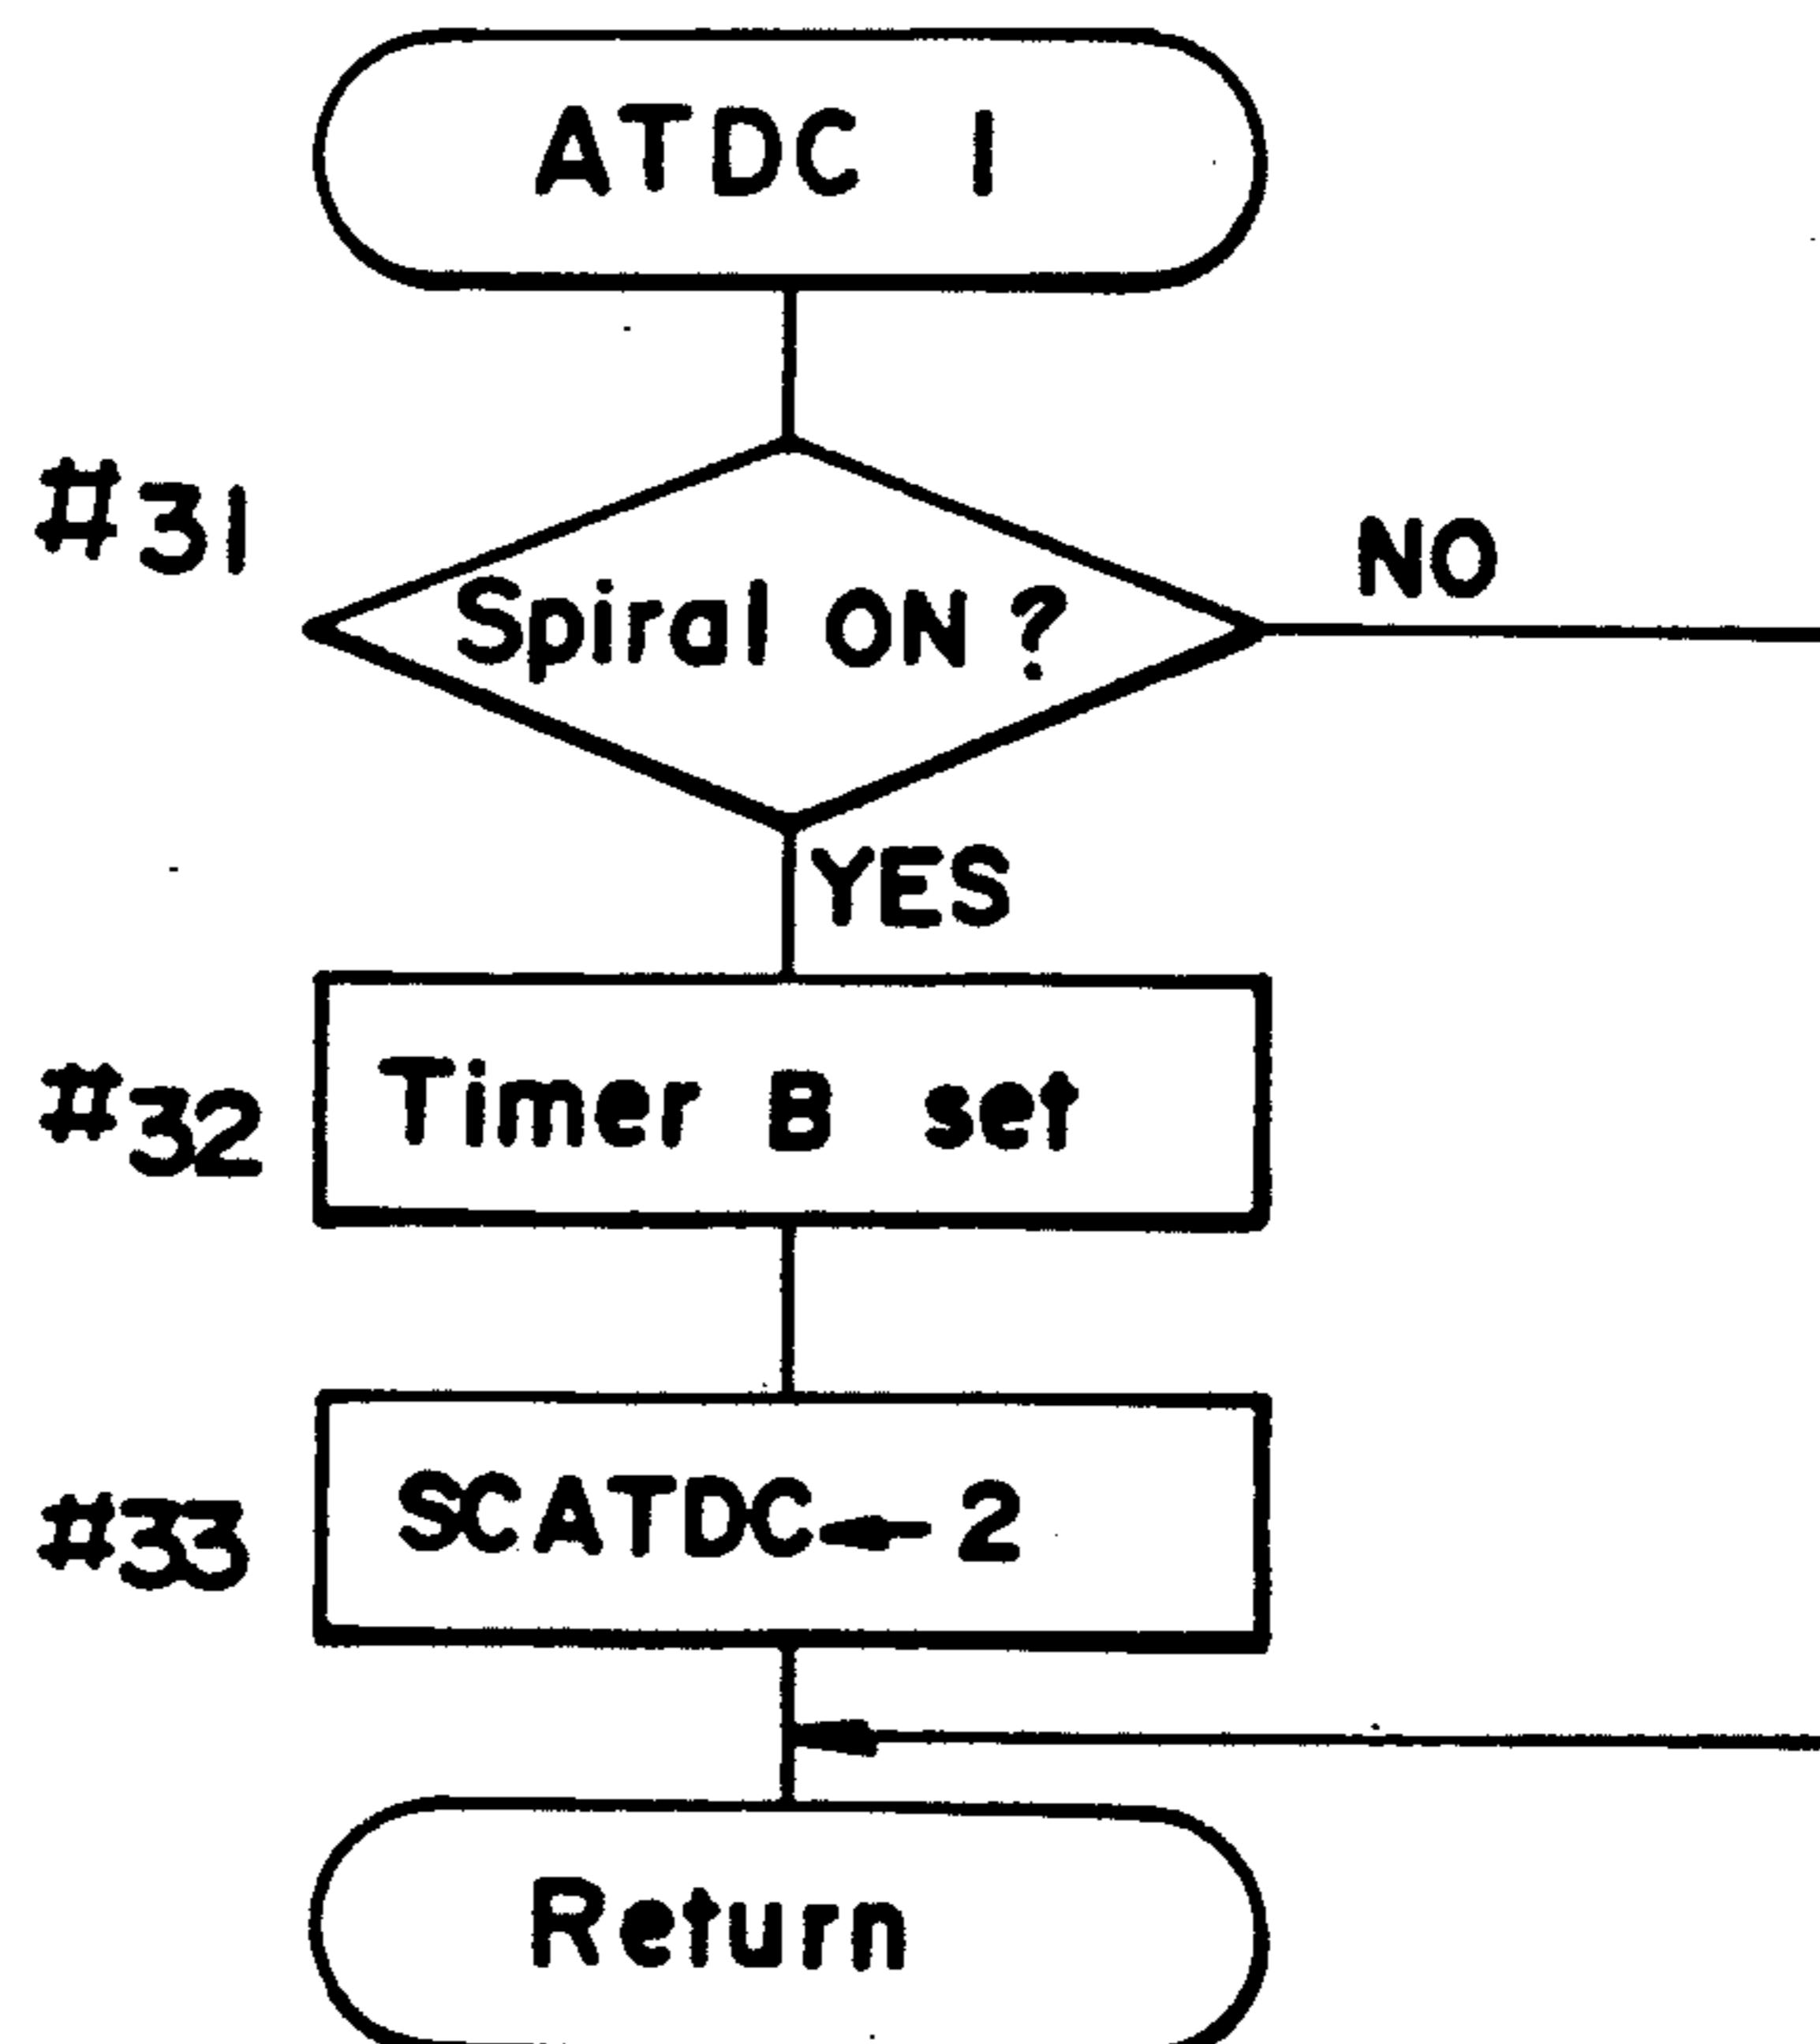 ATDC 1
#31
Spiral ON ?
NO
YES
#32
Timer B set
#33
SCATDC ← 2
Return